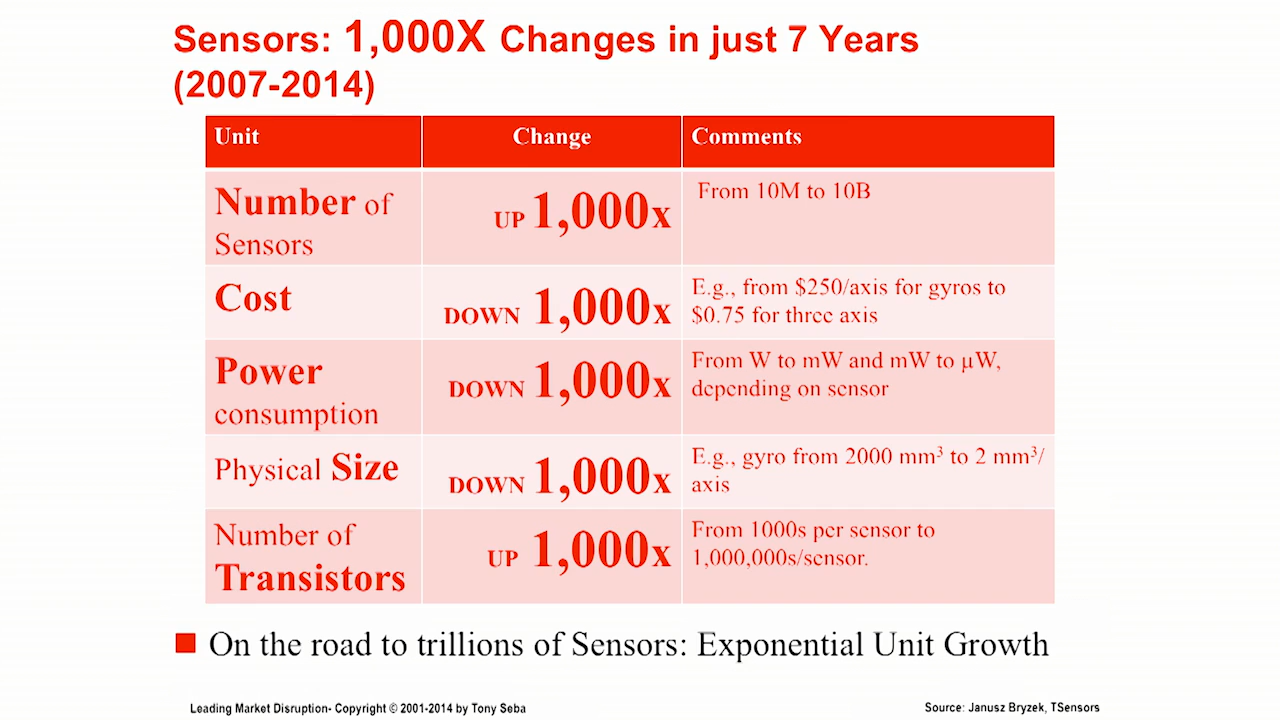 Sensors: 1,000X Changes in just 7 Years
(2007-2014)
Unit
Change
Comments
Number of
Sensors
UP 1,000x
From 10M to 10B
Cost
DOWN 1,000x
E.g., from $250/axis for gyros to
$0.75 for three axis
Power
consumption
DOWN 1,000x
From W to mW and mW to µW,
depending on sensor
Physical Size
DOWN 1,000x
E.g., gyro from 2000 mm³ to 2 mm³/
axis
Number of
Transistors
UP 1,000x
From 1000s per sensor to
1,000,000s/sensor.
On the road to trillions of Sensors: Exponential Unit Growth
Leading Market Disruption- Copyright © 2001-2014 by Tony Seba
Source: Janusz Bryzek, TSensors